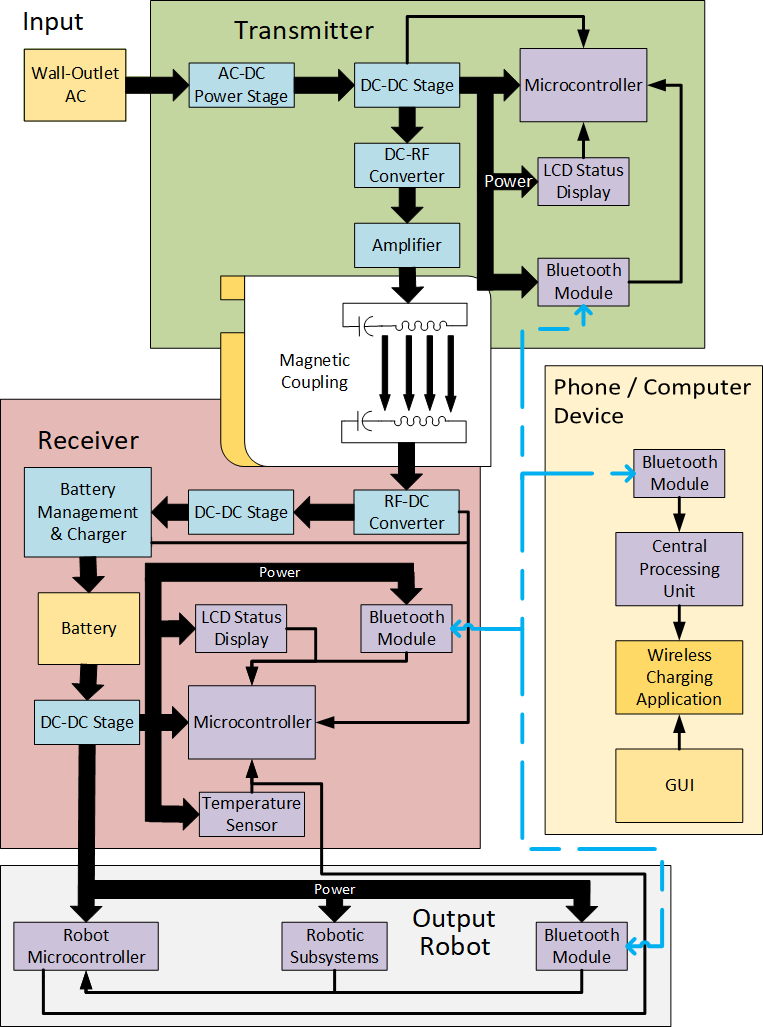 Input
Transmitter
Wall-Outlet
AC
AC-DC
Power Stage
DC-DC Stage
Microcontroller
DC-RF
Converter
Power
LCD Status
Display
Amplifier
Bluetooth
Module
Magnetic
Coupling
Phone / Computer
Device
Bluetooth
Module
Central
Processing
Unit
Wireless
Charging
Application
GUI
Receiver
Battery
Management
& Charger
DC-DC Stage
RF-DC
Converter
Power
Battery
LCD Status
Display
Bluetooth
Module
DC-DC Stage
Microcontroller
Temperature
Sensor
Power
Output
Robot
Robot
Microcontroller
Robotic
Subsystems
Bluetooth
Module